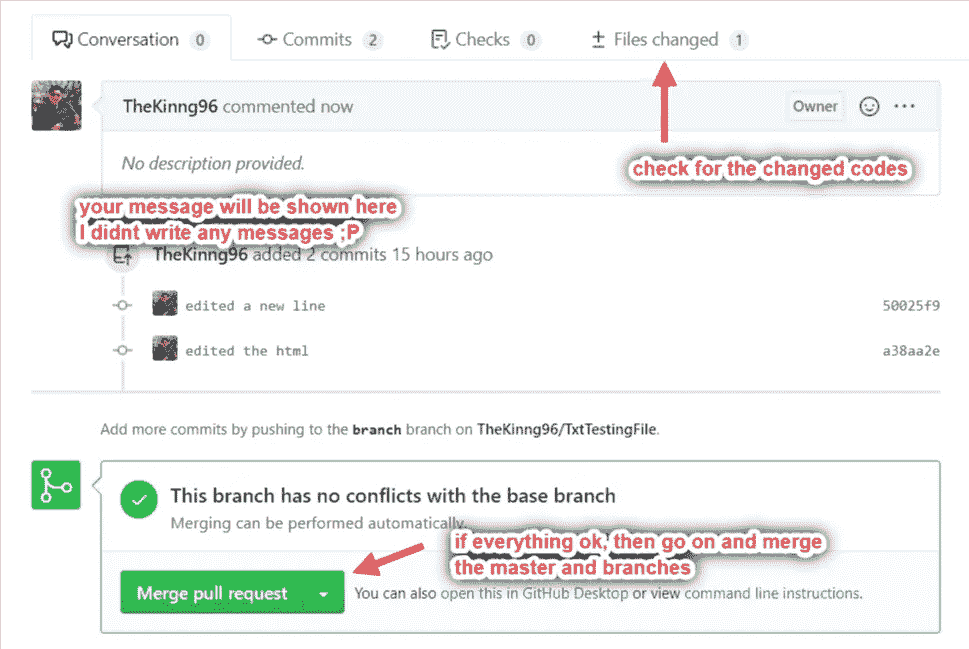 Conversation 0 Commits 2 Checks 0 Files changed 1
TheKinng96 commented now Owner
No description provided.
check for the changed codes
your message will be shown here
I didnt write any messages ;P
TheKinng96 added 2 commits 15 hours ago
edited a new line 50025f9
edited the html a38aa2e
Add more commits by pushing to the branch branch on TheKinng96/TxtTestingFile.
This branch has no conflicts with the base branch
Merging can be performed automatically.
if everything ok, then go on and merge
the master and branches
Merge pull request
You can also open this in GitHub Desktop or view command line instructions.